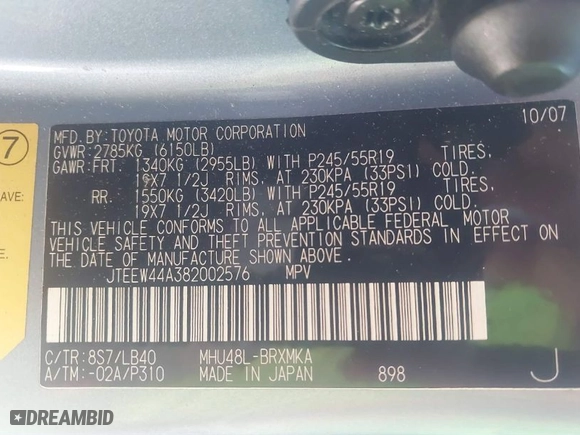 10/07
MFD. BY: TOYOTA MOTOR CORPORATION
GVWR: 2785KG (6150LB)
GAWR: FRT. 1340KG (2955LB) WITH P245/55R19 TIRES,
19X7 1/2J RIMS, AT 230KPA (33PSI) COLD.
RR. 1550KG (3420LB) WITH P245/55R19 TIRES,
19X7 1/2J RIMS, AT 230KPA (33PSI) COLD.
THIS VEHICLE CONFORMS TO ALL APPLICABLE FEDERAL MOTOR
VEHICLE SAFETY AND THEFT PREVENTION STANDARDS IN EFFECT ON
THE DATE OF MANUFACTURE SHOWN ABOVE.
JTEEW44A382002576 MPV
C/TR: 8S7/LB40 MHU48L-BRXMKA
A/TM: -02A/P310 MADE IN JAPAN 898 J
7
AVE:
DREAMBID